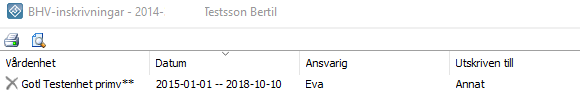 BHV-inskrivningar - 2014- Testsson Bertil
Vårdenhet Datum Ansvarig Utskriven till
Gotl Testenhet primv** 2015-01-01 -- 2018-10-10 Eva Annat